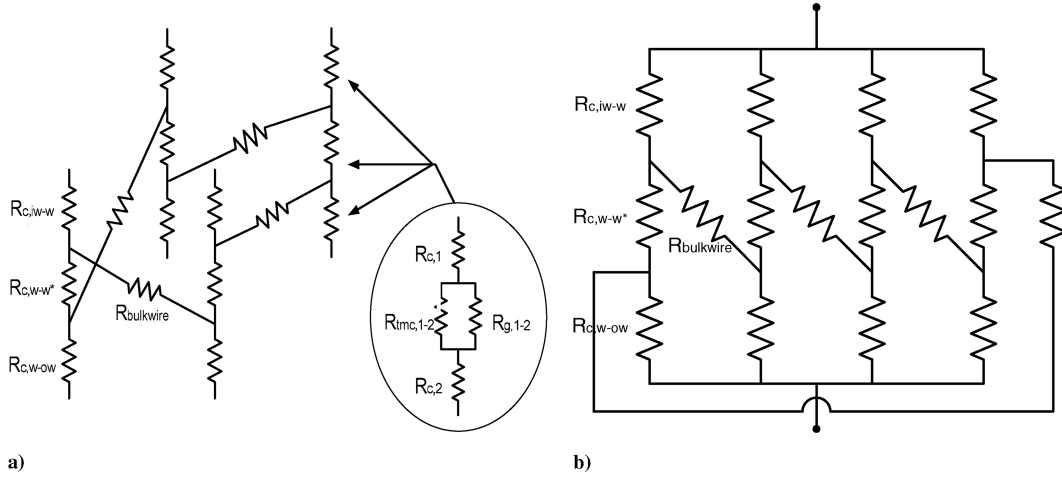 Rc,iw-w
Rc,w-w*
Rbulkwire
Rc,w-ow
Rc,1
Rtmc,1-2
Rg,1-2
Rc,2
a)
Rc,iw-w
Rc,w-w*
Rbulkwire
Rc,w-ow
b)